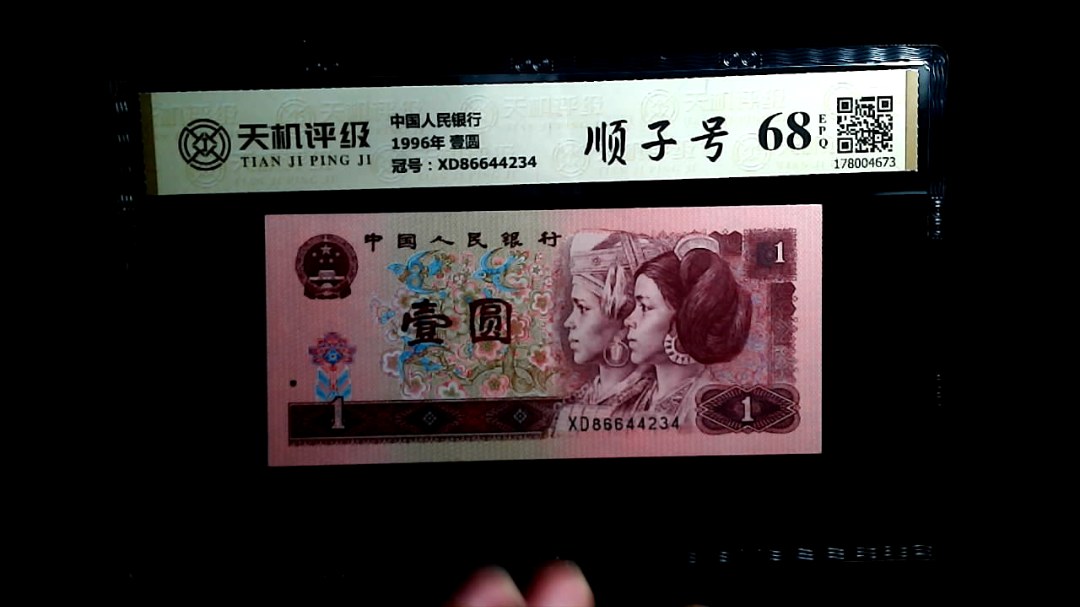 天机评级
TIAN JI PING JI
中国人民银行
1996年 壹圆
冠号：XD86644234
顺子号
68
EPQ
178004673
中国人民银行
1
壹圆
1
XD86644234
1